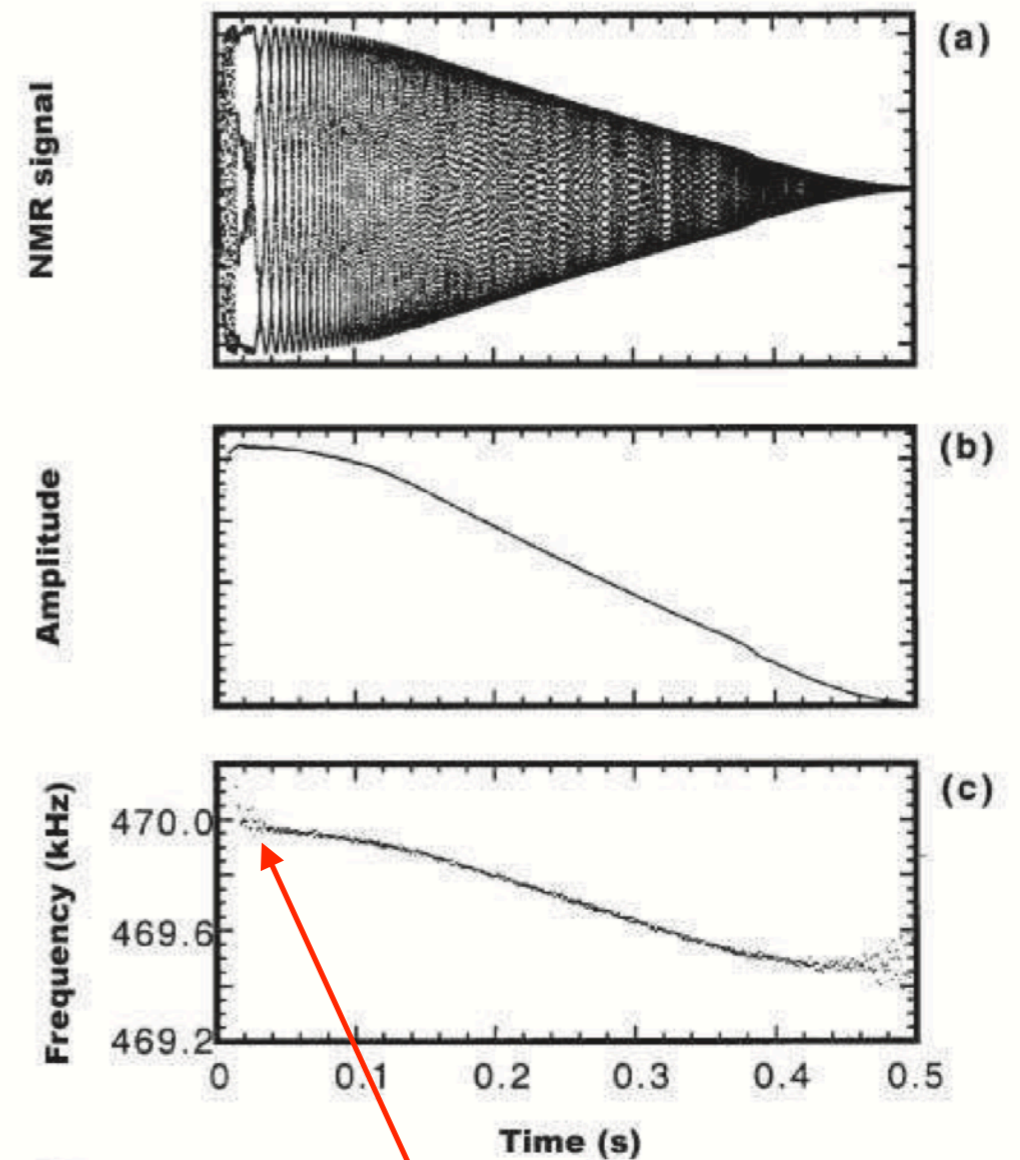 NMR signal
(a)
Amplitude
(b)
Frequency (kHz)
(c)
470.0
469.6
469.2
0 0.1 0.2 0.3 0.4 0.5
Time (s)